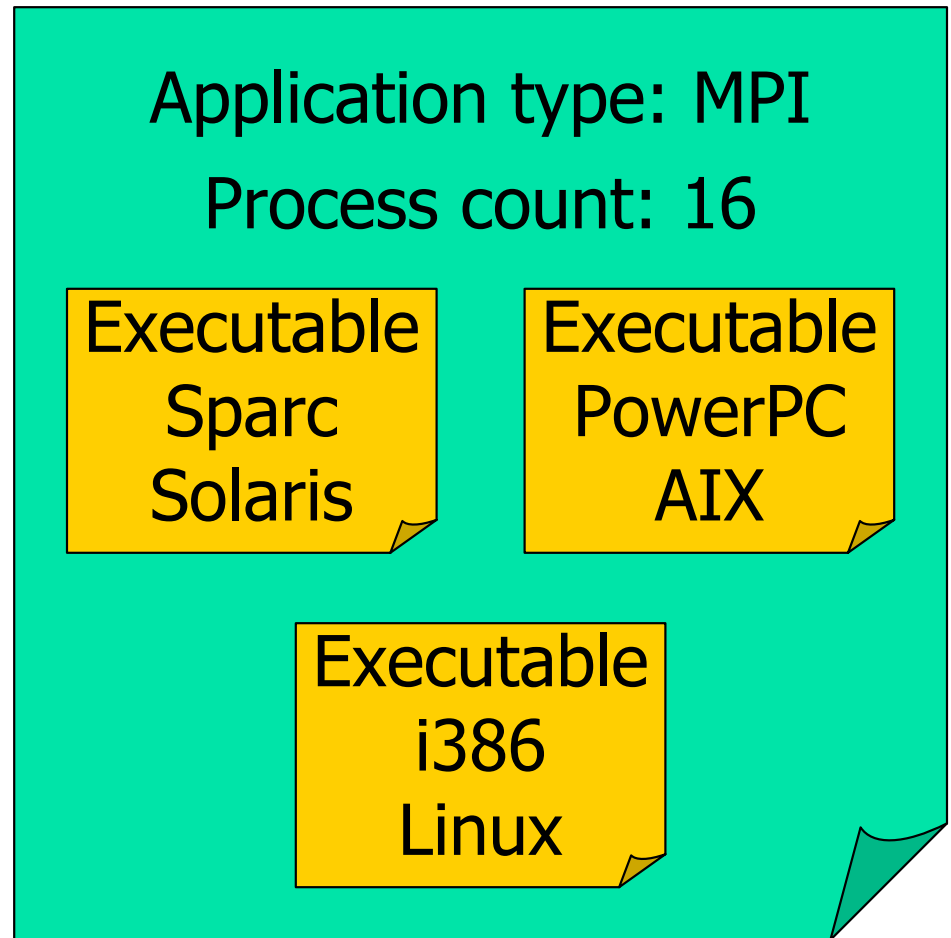 Application type: MPI
Process count: 16
Executable
Sparc
Solaris
Executable
PowerPC
AIX
Executable
i386
Linux